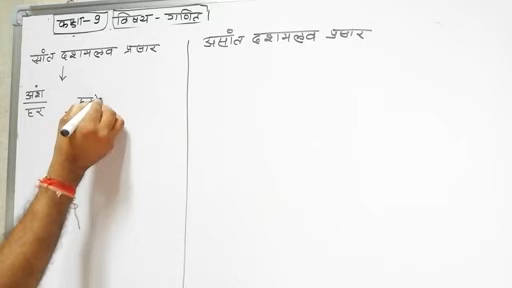 कक्षा-9 विषय-गणित
सांत दशमलव प्रसार
असांत दशमलव प्रसार
अंश
हर